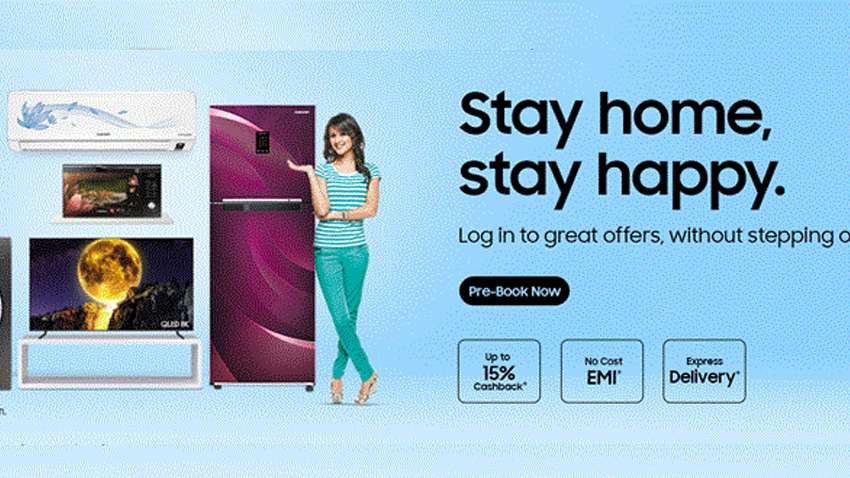 SAMSUNG
QLED 8K
n.
Stay home,
stay happy.
Log in to great offers, without stepping o
Pre-Book Now
Up to
15%
Cashback*
No Cost
EMI*
Express
Delivery*